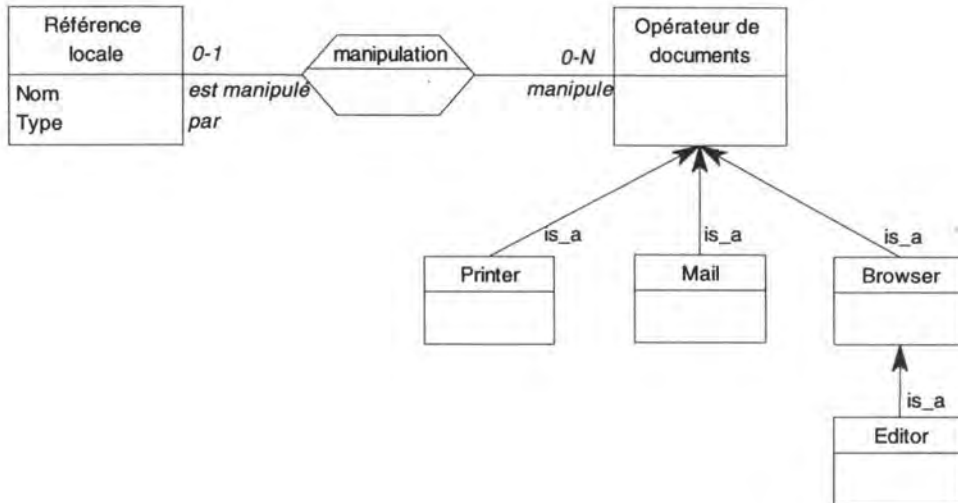 Référence
locale
Nom
Type
0-1
est manipulé
par
manipulation
0-N
manipule
Opérateur de
documents
is_a
is_a
is_a
Printer
Mail
Browser
is_a
Editor